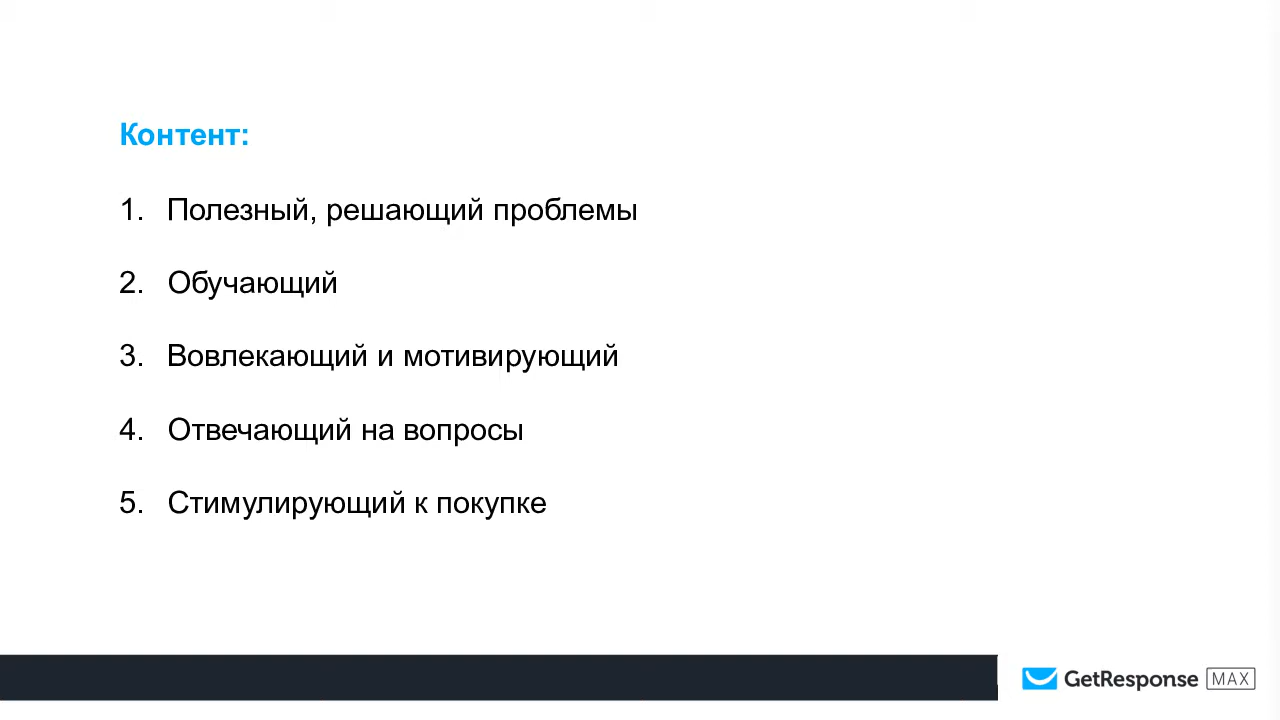 Контент:
1. Полезный, решающий проблемы
2. Обучающий
3. Вовлекающий и мотивирующий
4. Отвечающий на вопросы
5. Стимулирующий к покупке
GetResponse MAX